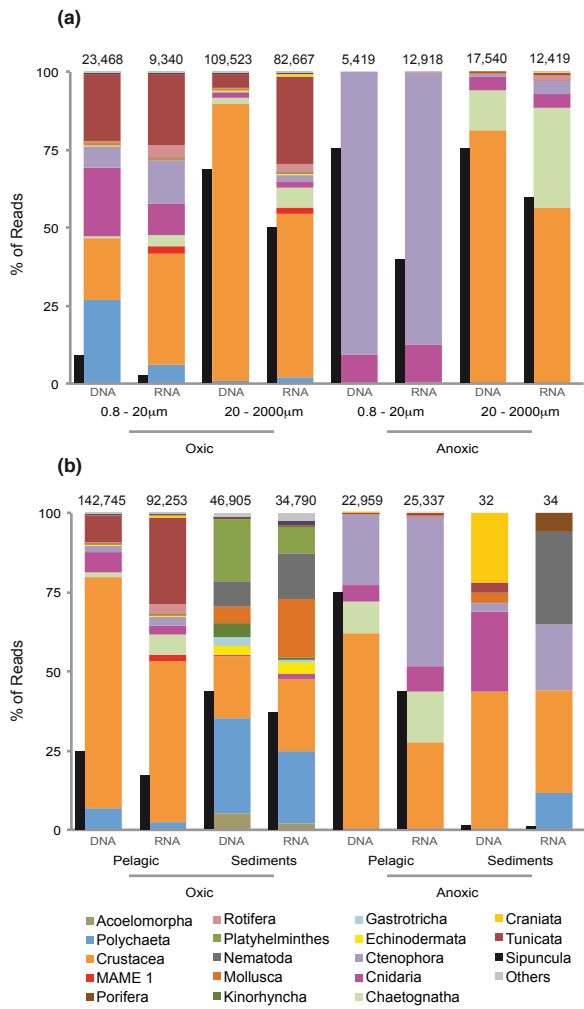 (a)
23,468 9,340 109,523 82,667 5,419 12,918 17,540 12,419
100
75
50
25
0
% of Reads
DNA RNA DNA RNA DNA RNA DNA RNA
0.8 - 20µm 20 - 2000µm 0.8 - 20µm 20 - 2000µm
Oxic Anoxic
(b)
142,745 92,253 46,905 34,790 22,959 25,337 32 34
100
75
50
25
0
% of Reads
DNA RNA DNA RNA DNA RNA DNA RNA
Pelagic Sediments Pelagic Sediments
Oxic Anoxic
Acoelomorpha Rotifera Gastrotricha Craniata
Polychaeta Platyhelminthes Echinodermata Tunicata
Crustacea Nematoda Ctenophora Sipuncula
MAME 1 Mollusca Cnidaria Others
Porifera Kinorhyncha Chaetognatha